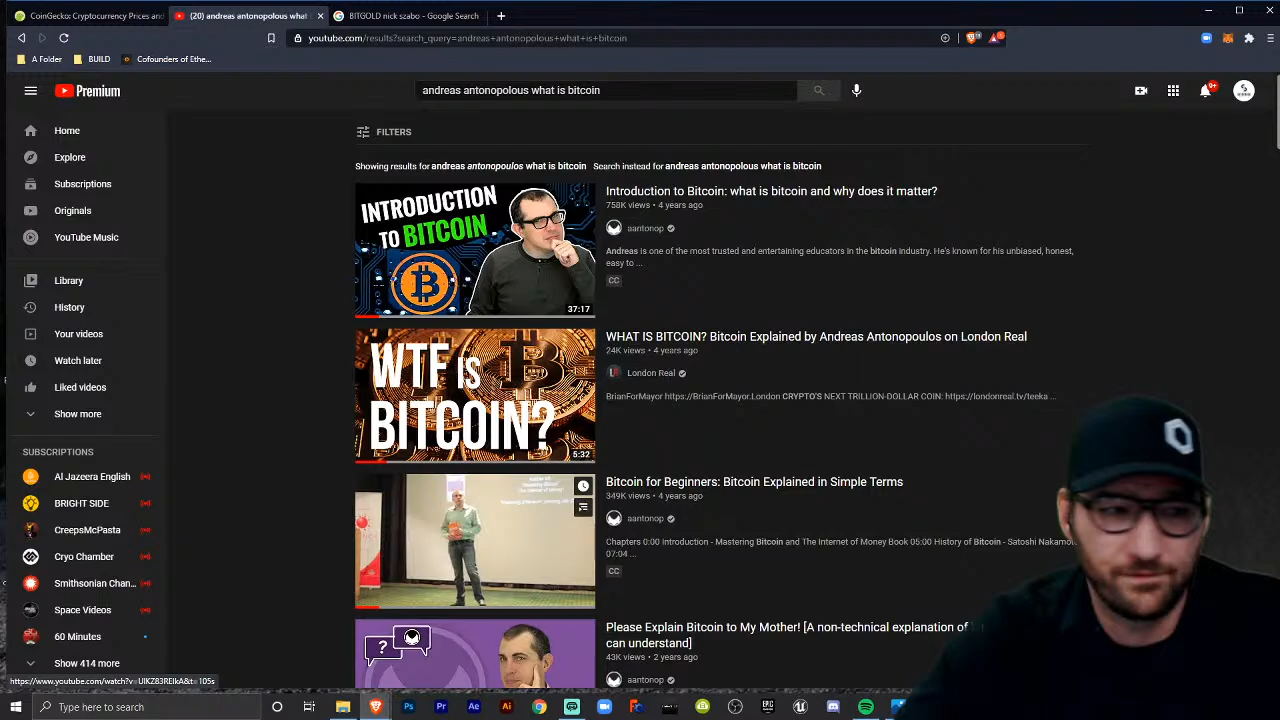 CoinGecko: Cryptocurrency Prices and
(20) andreas antonopolous what
BITGOLD nick szabo - Google Search
youtube.com/results?search_query=andreas+antonopolous+what+is+bitcoin
A Folder
BUILD
Cofounders of Ethe...
Premium
andreas antonopolous what is bitcoin
9+
Home
Explore
Subscriptions
Originals
YouTube Music
Library
History
Your videos
Watch later
Liked videos
Show more
SUBSCRIPTIONS
Al Jazeera English
BRIGHT SIDE
CreepsMcPasta
Cryo Chamber
Smithsonian Chan...
Space Videos
60 Minutes
Show 414 more
FILTERS
Showing results for andreas antonopoulos what is bitcoin Search instead for andreas antonopolous what is bitcoin
INTRODUCTION
TO BITCOIN
37:17
Introduction to Bitcoin: what is bitcoin and why does it matter?
758K views • 4 years ago
aantonop
Andreas is one of the most trusted and entertaining educators in the bitcoin industry. He's known for his unbiased, honest,
easy to ...
CC
WTF IS
BITCOIN?
5:32
WHAT IS BITCOIN? Bitcoin Explained by Andreas Antonopoulos on London Real
24K views • 4 years ago
London Real
BrianForMayor https://BrianForMayor.London CRYPTO'S NEXT TRILLION-DOLLAR COIN: https://londonreal.tv/teeka ...
Bitcoin for Beginners: Bitcoin Explained in Simple Terms
349K views • 4 years ago
aantonop
Chapters 0:00 Introduction - Mastering Bitcoin and The Internet of Money Book 05:00 History of Bitcoin - Satoshi Nakamoto
07:04 ...
CC
Please Explain Bitcoin to My Mother! [A non-technical explanation of
can understand]
43K views • 2 years ago
aantonop
?
https://www.youtube.com/watch?v=UlKZ83REIkA&t=105s
Type here to search
Ps
Pr
Ae
Ai
EPIC